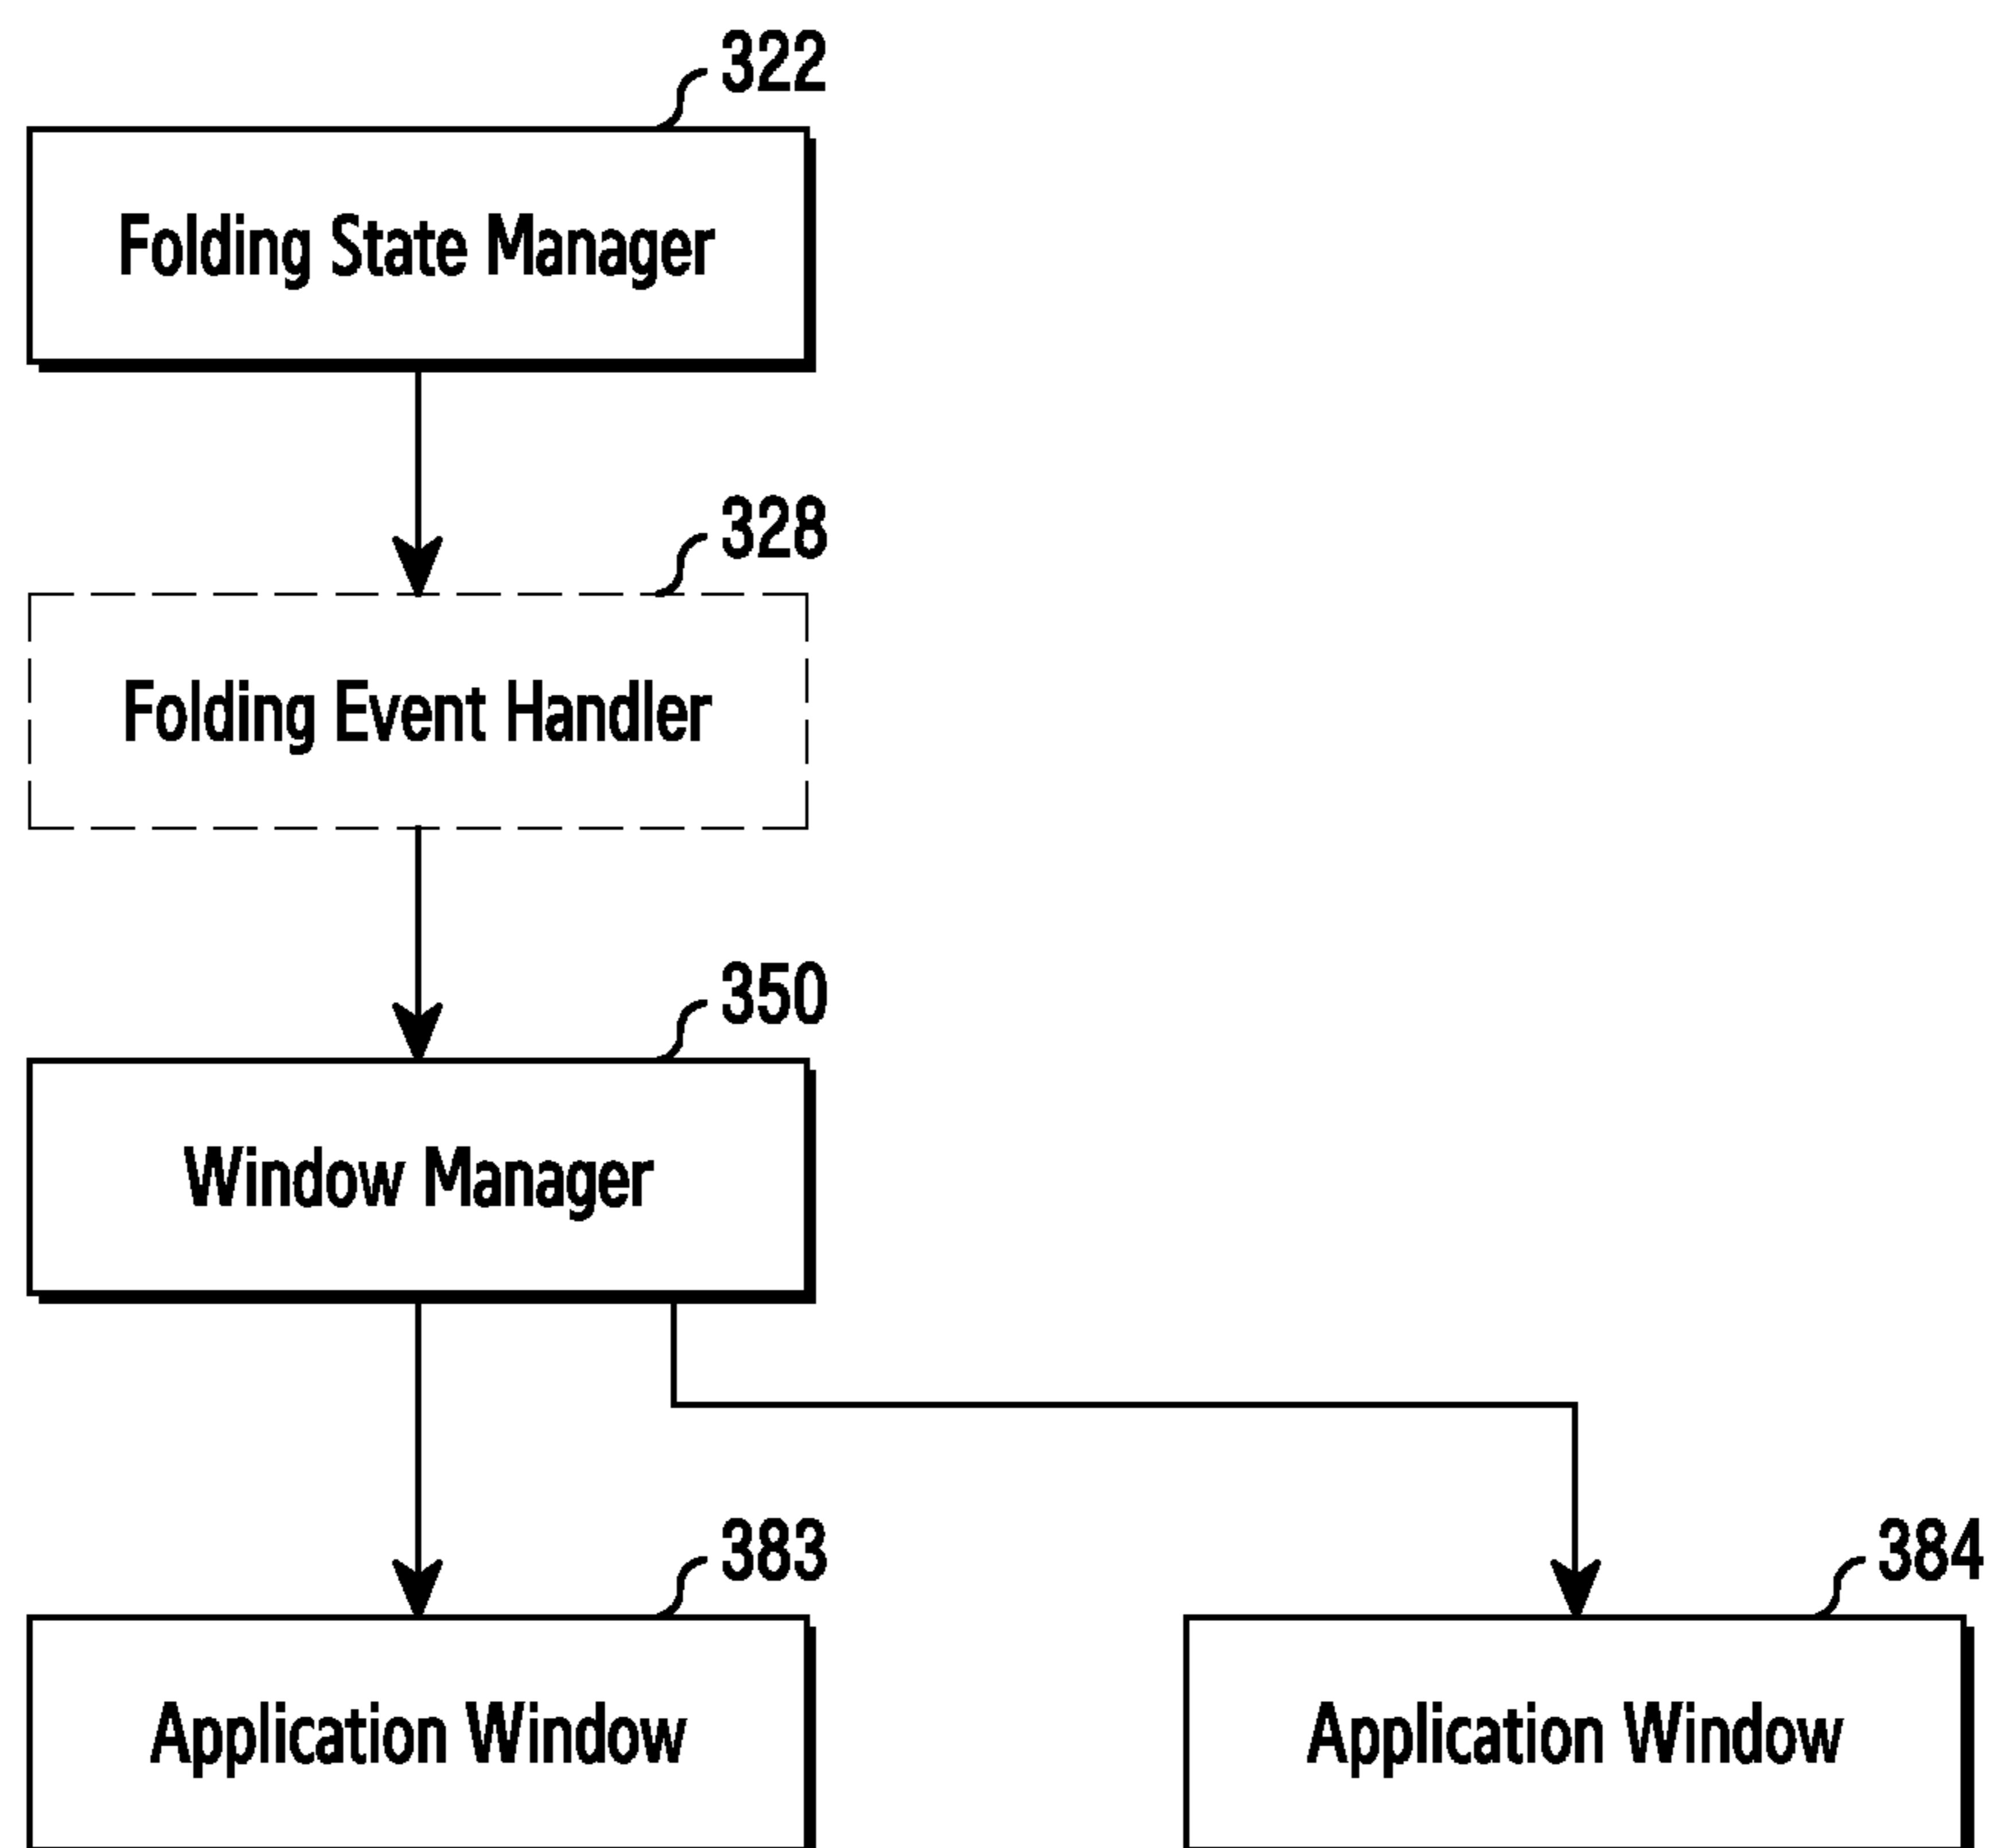 322
Folding State Manager
328
Folding Event Handler
350
Window Manager
383
384
Application Window
Application Window